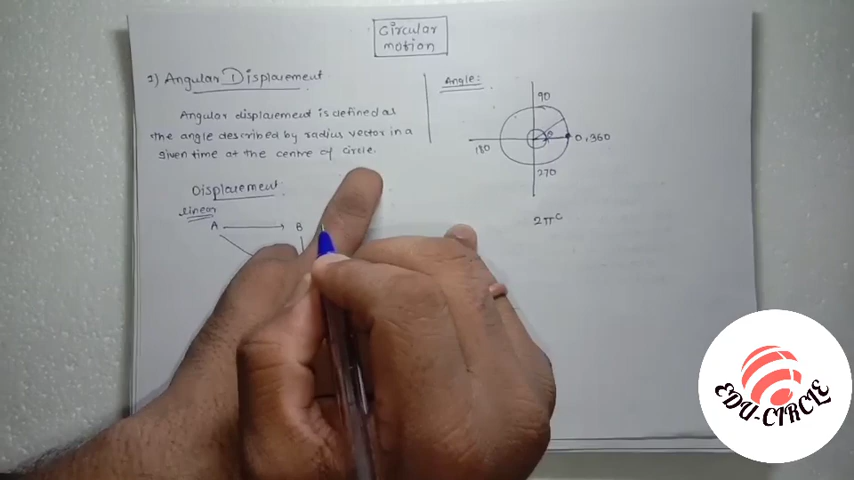 Circular
motion
1) Angular Displacement
Angular displacement is defined as
the angle described by radius vector in a
given time at the centre of circle.
Displacement
linear
A B
Angle:
90
θ
0,360
180
270
2πc
EDU-CIRCLE